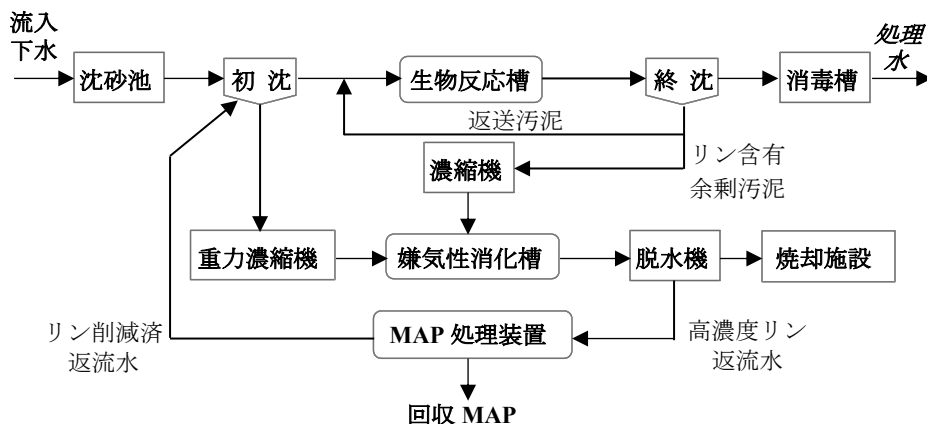 流入
下水
処理
水
沈砂池
初 沈
生物反応槽
終 沈
消毒槽
返送汚泥
リン含有
余剰汚泥
濃縮機
重力濃縮機
嫌気性消化槽
脱水機
焼却施設
リン削減済
返流水
MAP 処理装置
高濃度リン
返流水
回収 MAP